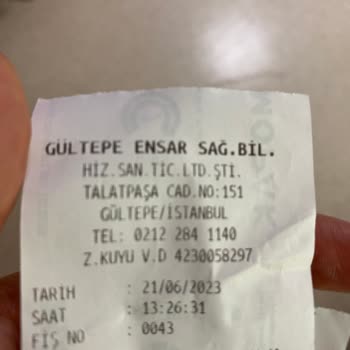 GÜLTEPE ENSAR SAĞ.BİL.
HİZ.SAN.TİC.LTD.ŞTİ.
TALATPAŞA CAD.NO:151
GÜLTEPE/İSTANBUL
TEL: 0212 284 1140
Z.KUYU V.D 4230058297
TARIH : 21/06/2023
SAAT : 13:26:31
FİŞ NO : 0043